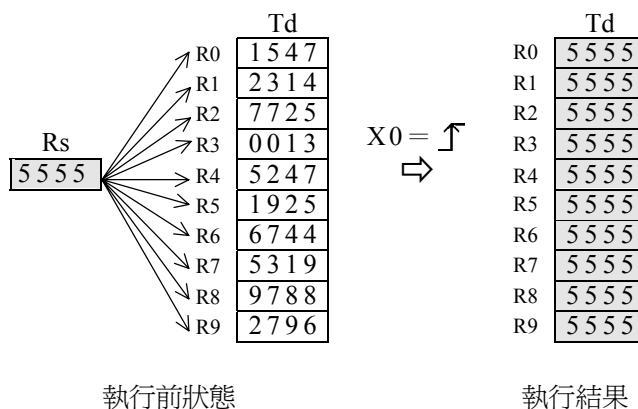 Td Td
R0 1547 R0 5555
R1 2314 R1 5555
R2 7725 R2 5555
Rs R3 0013 X0 = R3 5555
5555 R4 5247 R4 5555
R5 1925 R5 5555
R6 6744 R6 5555
R7 5319 R7 5555
R8 9788 R8 5555
R9 2796 R9 5555
執行前狀態 執行結果